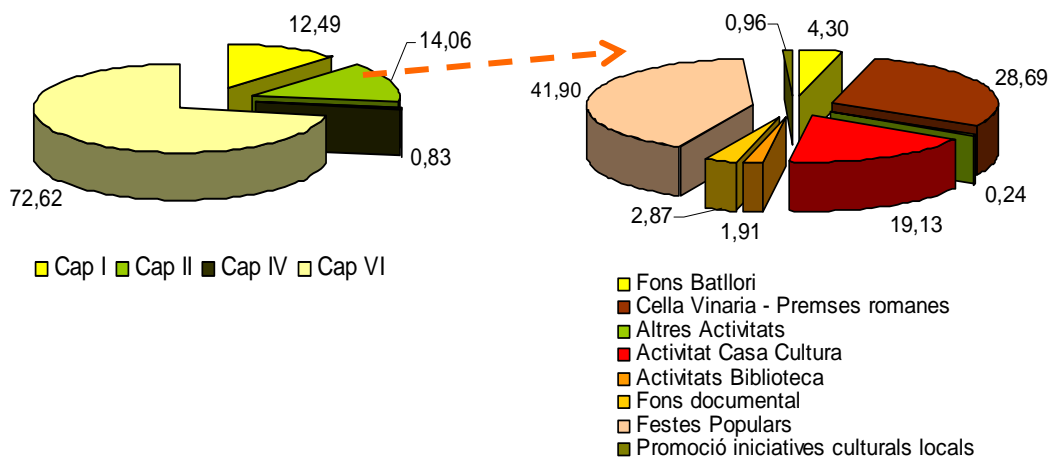 12,49
14,06
0,83
72,62
Cap I Cap II Cap IV Cap VI
0,96
4,30
28,69
41,90
0,24
19,13
1,91
2,87
Fons Batllori
Cella Vinaria - Premses romanes
Altres Activitats
Activitat Casa Cultura
Activitats Biblioteca
Fons documental
Festes Populars
Promoció iniciatives culturals locals